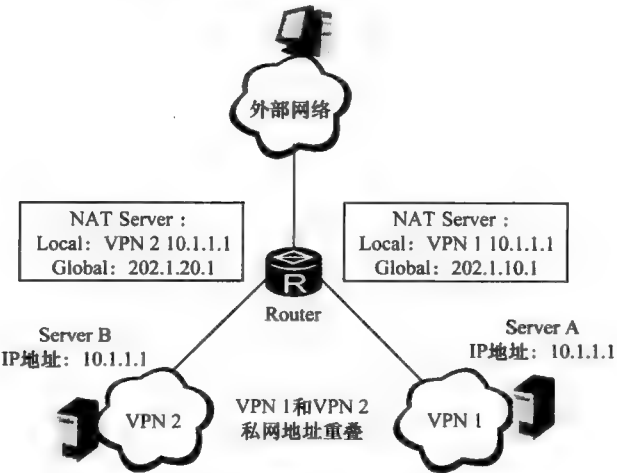 外部网络
NAT Server :
Local: VPN 2 10.1.1.1
Global: 202.1.20.1
NAT Server :
Local: VPN 1 10.1.1.1
Global: 202.1.10.1
R
Router
Server B
IP地址: 10.1.1.1
Server A
IP地址: 10.1.1.1
VPN 2
VPN 1和VPN 2
私网地址重叠
VPN 1